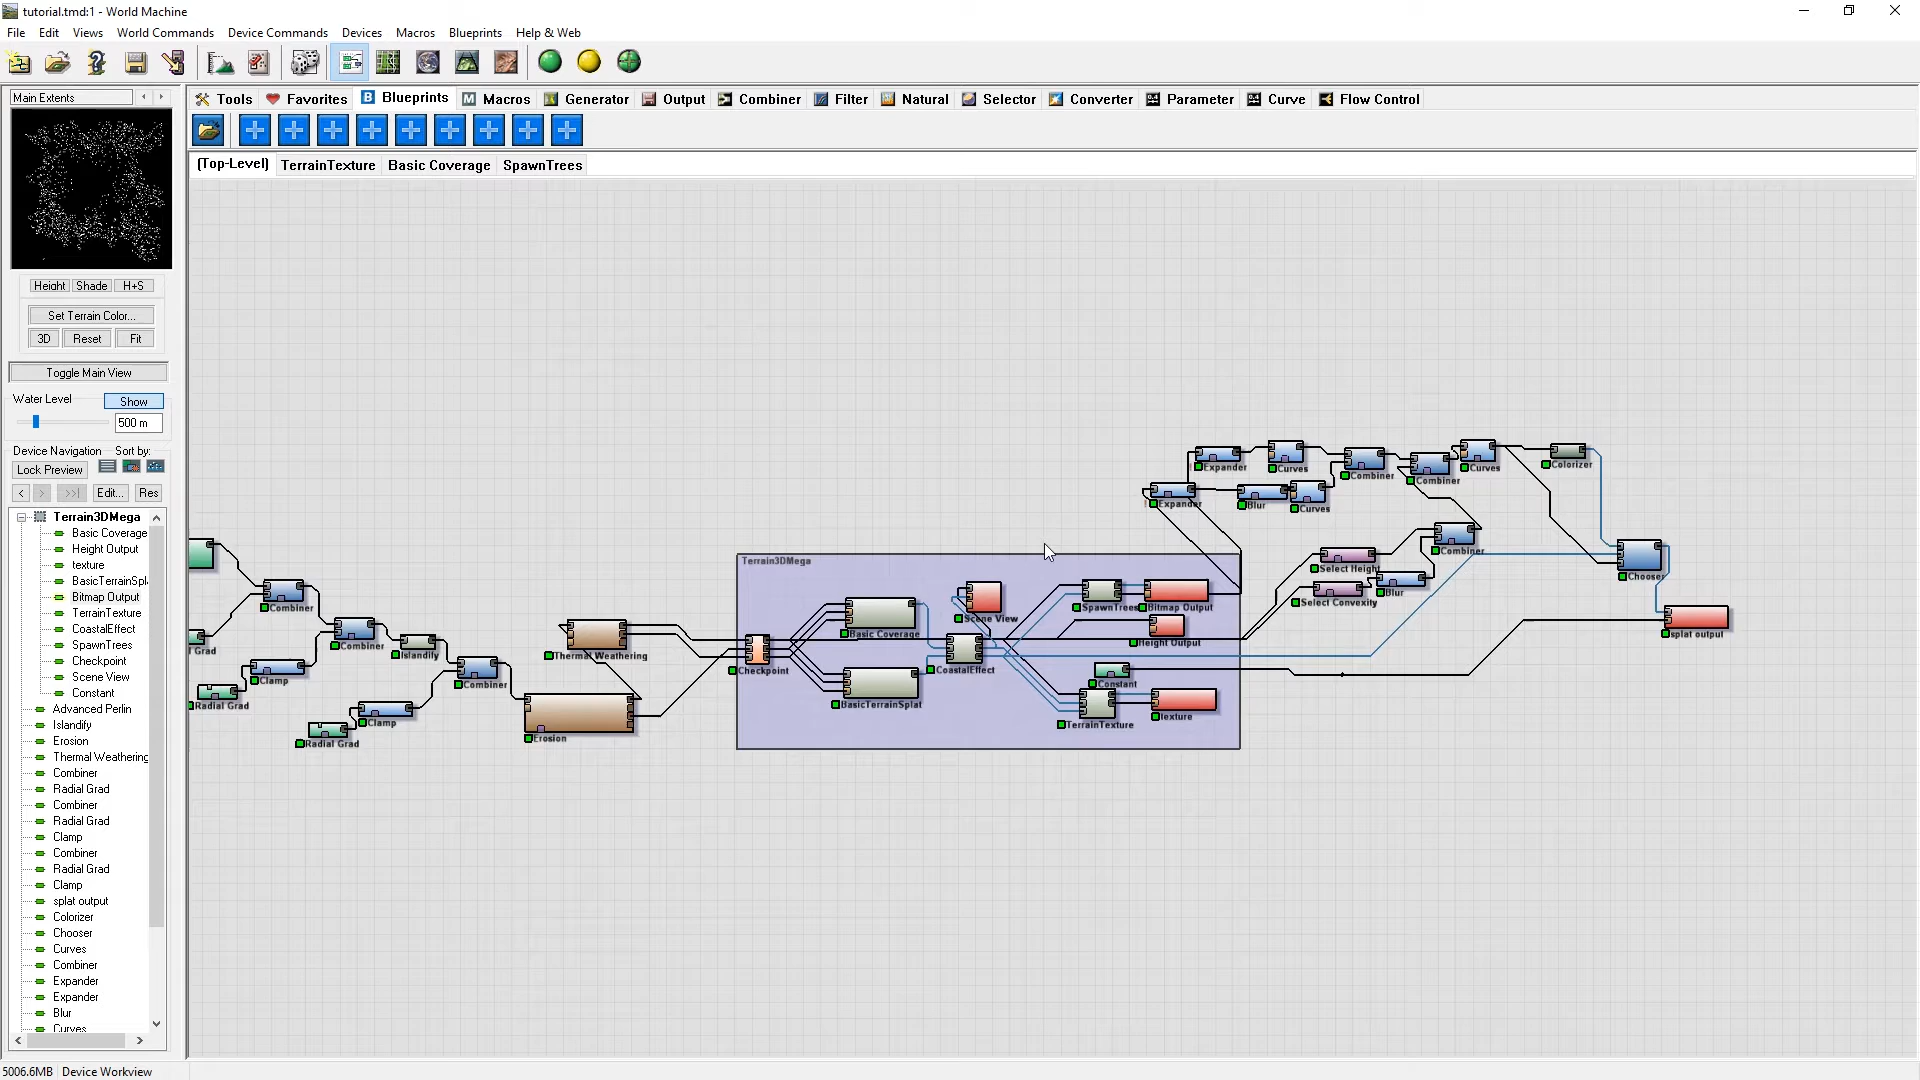 tutorial.tmd:1 - World Machine
File Edit Views World Commands Device Commands Devices Macros Blueprints Help & Web
Main Extents
Tools Favorites B Blueprints M Macros Generator Output Combiner Filter Natural Selector Converter Parameter Curve Flow Control
(Top-Level) TerrainTexture Basic Coverage SpawnTrees
Height Shade H+S
Set Terrain Color...
3D Reset Fit
Toggle Main View
Water Level Show
500 m
Device Navigation Sort by:
Lock Preview
< > >>| Edit... Res
Terrain3DMega
Basic Coverage
Height Output
texture
BasicTerrainSpl
Bitmap Output
TerrainTexture
CoastalEffect
SpawnTrees
Checkpoint
Scene View
Constant
Advanced Perlin
Islandify
Erosion
Thermal Weathering
Combiner
Radial Grad
Combiner
Radial Grad
Clamp
Combiner
Radial Grad
Clamp
splat output
Colorizer
Chooser
Curves
Combiner
Expander
Expander
Blur
Curves
Expander
Curves
Combiner
Combiner
Curves
Colorizer
Expander
Blur
Curves
Combiner
Select Height
Select Convexity
Blur
Chooser
splat output
Terrain3DMega
Scene View
SpawnTrees
Bitmap Output
Basic Coverage
Height Output
Checkpoint
CoastalEffect
Constant
BasicTerrainSplat
TerrainTexture
texture
Combiner
l Grad
Combiner
Islandify
Thermal Weathering
Clamp
Combiner
Radial Grad
Clamp
Radial Grad
Erosion
5006.6MB Device Workview